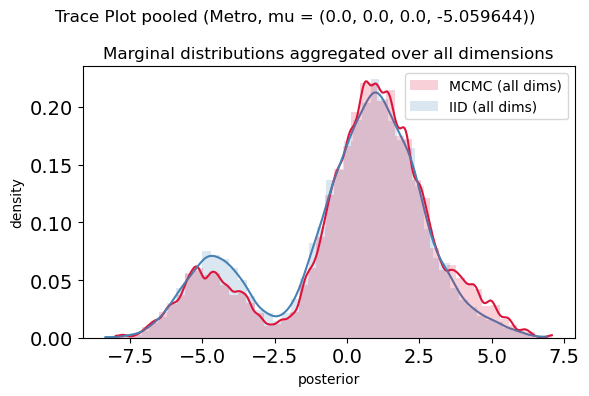 Trace Plot pooled (Metro, mu = (0.0, 0.0, 0.0, -5.059644))
Marginal distributions aggregated over all dimensions
MCMC (all dims)
IID (all dims)
density
0.20
0.15
0.10
0.05
0.00
−7.5 −5.0 −2.5 0.0 2.5 5.0 7.5
posterior